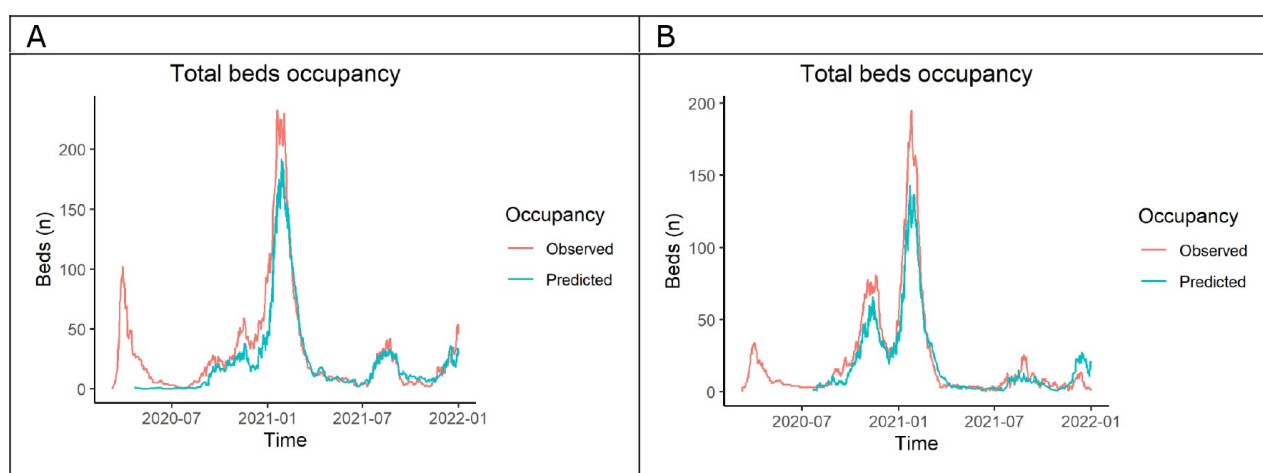 A
B
Total beds occupancy
Beds (n)
200
150
100
50
0
2020-07
2021-01
2021-07
2022-01
Time
Occupancy
Observed
Predicted
Total beds occupancy
Beds (n)
200
150
100
50
0
2020-07
2021-01
2021-07
2022-01
Time
Occupancy
Observed
Predicted